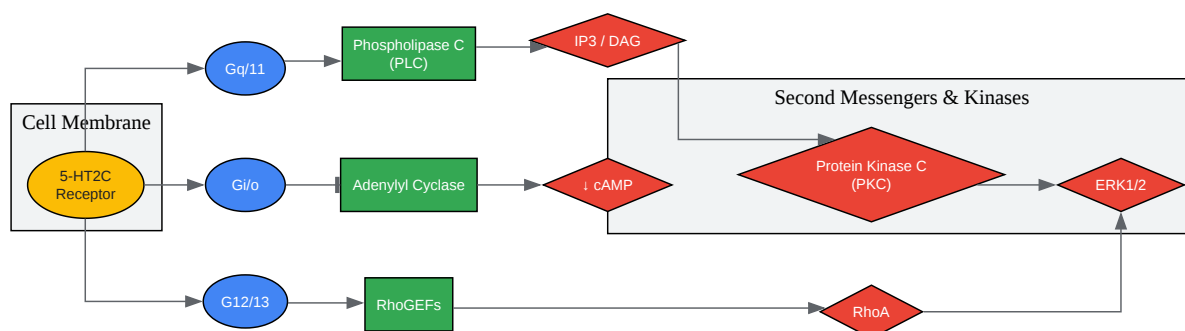 Phospholipase C
(PLC)
IP3 / DAG
Gq/11
Second Messengers & Kinases
Cell Membrane
5-HT2C
Receptor
Gi/o
Adenylyl Cyclase
↓ cAMP
Protein Kinase C
(PKC)
ERK1/2
G12/13
RhoGEFs
RhoA